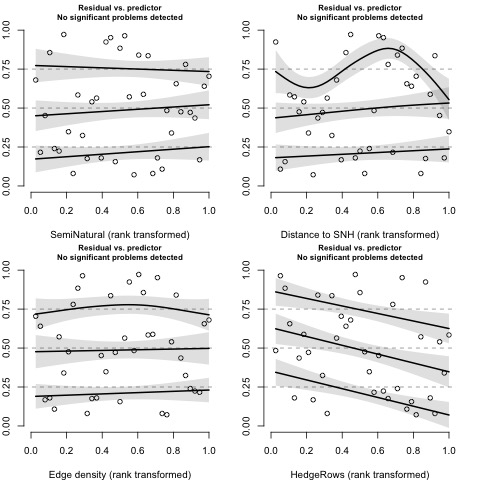 Residual vs. predictor
No significant problems detected
0.00 0.25 0.50 0.75 1.00
0.0 0.2 0.4 0.6 0.8 1.0
SemiNatural (rank transformed)
Residual vs. predictor
No significant problems detected
0.00 0.25 0.50 0.75 1.00
0.0 0.2 0.4 0.6 0.8 1.0
Distance to SNH (rank transformed)
Residual vs. predictor
No significant problems detected
0.00 0.25 0.50 0.75 1.00
0.0 0.2 0.4 0.6 0.8 1.0
Edge density (rank transformed)
Residual vs. predictor
No significant problems detected
0.00 0.25 0.50 0.75 1.00
0.0 0.2 0.4 0.6 0.8 1.0
HedgeRows (rank transformed)